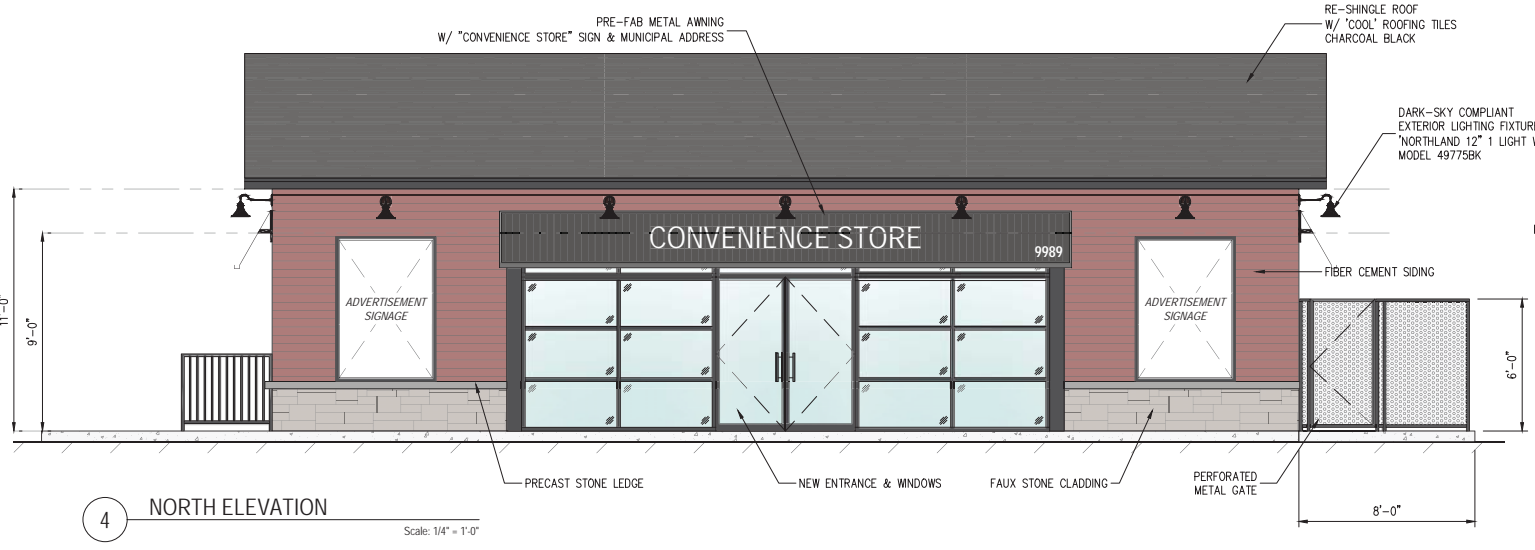 PRE-FAB METAL AWNING
W/ "CONVENIENCE STORE" SIGN & MUNICIPAL ADDRESS
RE-SHINGLE ROOF
W/ 'COOL' ROOFING TILES
CHARCOAL BLACK
DARK-SKY COMPLIANT
EXTERIOR LIGHTING FIXTURE
'NORTHLAND 12" 1 LIGHT
MODEL 49775BK
CONVENIENCE STORE
9989
ADVERTISEMENT
SIGNAGE
ADVERTISEMENT
SIGNAGE
FIBER CEMENT SIDING
11'-0"
9'-0"
6'-0"
PRECAST STONE LEDGE
NEW ENTRANCE & WINDOWS
FAUX STONE CLADDING
PERFORATED
METAL GATE
8'-0"
4
NORTH ELEVATION
Scale: 1/4" = 1'-0"